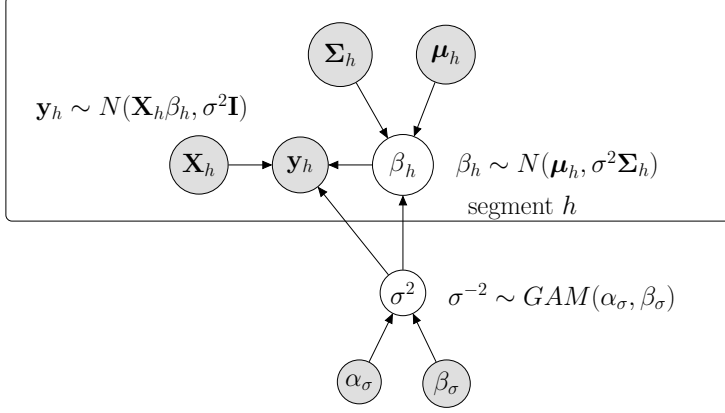 Σ_h μ_h
y_h ∼ N(X_hβ_h, σ²I)
X_h y_h β_h β_h ∼ N(μ_h, σ²Σ_h)
segment h
σ² σ⁻² ∼ GAM(α_σ, β_σ)
α_σ β_σ